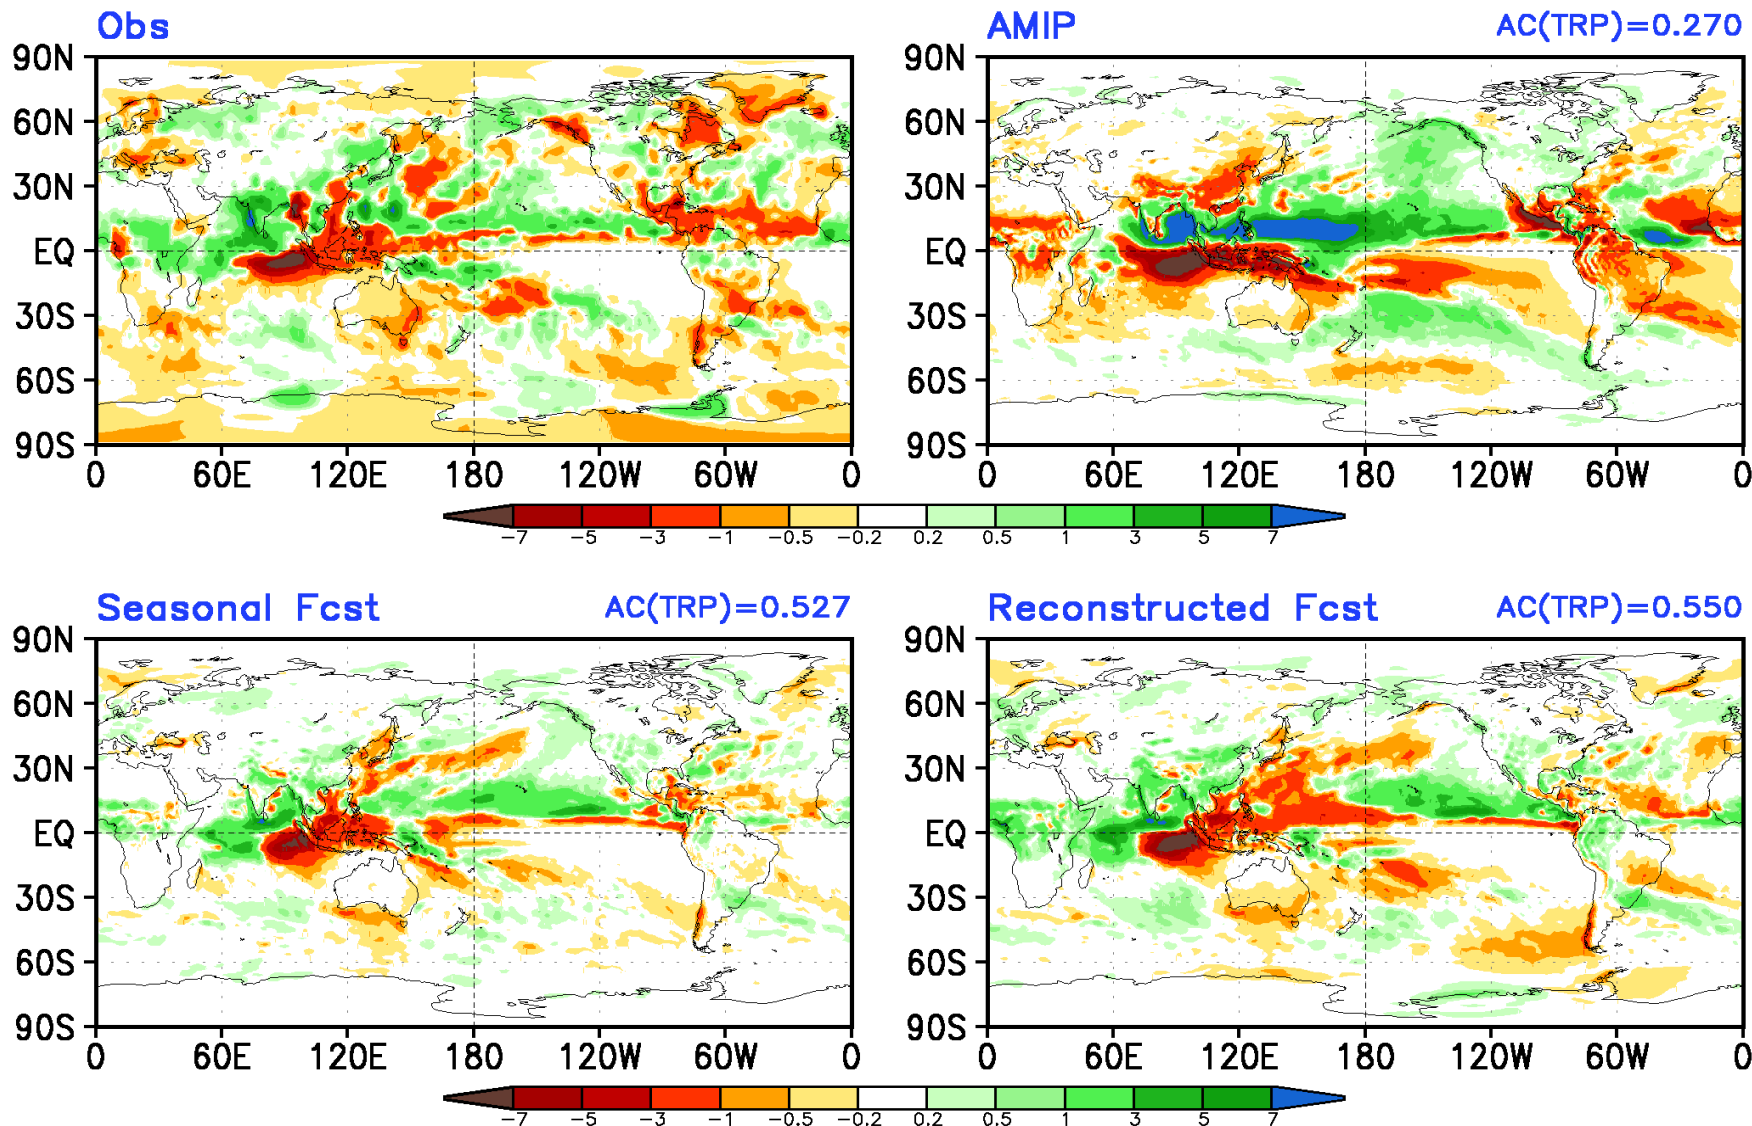 Obs
AMIP AC(TRP)=0.270
90N 60N 30N EQ 30S 60S 90S
0 60E 120E 180 120W 60W 0
90N 60N 30N EQ 30S 60S 90S
0 60E 120E 180 120W 60W 0
-7 -5 -3 -1 -0.5 -0.2 0.2 0.5 1 3 5 7
Seasonal Fcst AC(TRP)=0.527
Reconstructed Fcst AC(TRP)=0.550
90N 60N 30N EQ 30S 60S 90S
0 60E 120E 180 120W 60W 0
90N 60N 30N EQ 30S 60S 90S
0 60E 120E 180 120W 60W 0
-7 -5 -3 -1 -0.5 -0.2 0.2 0.5 1 3 5 7